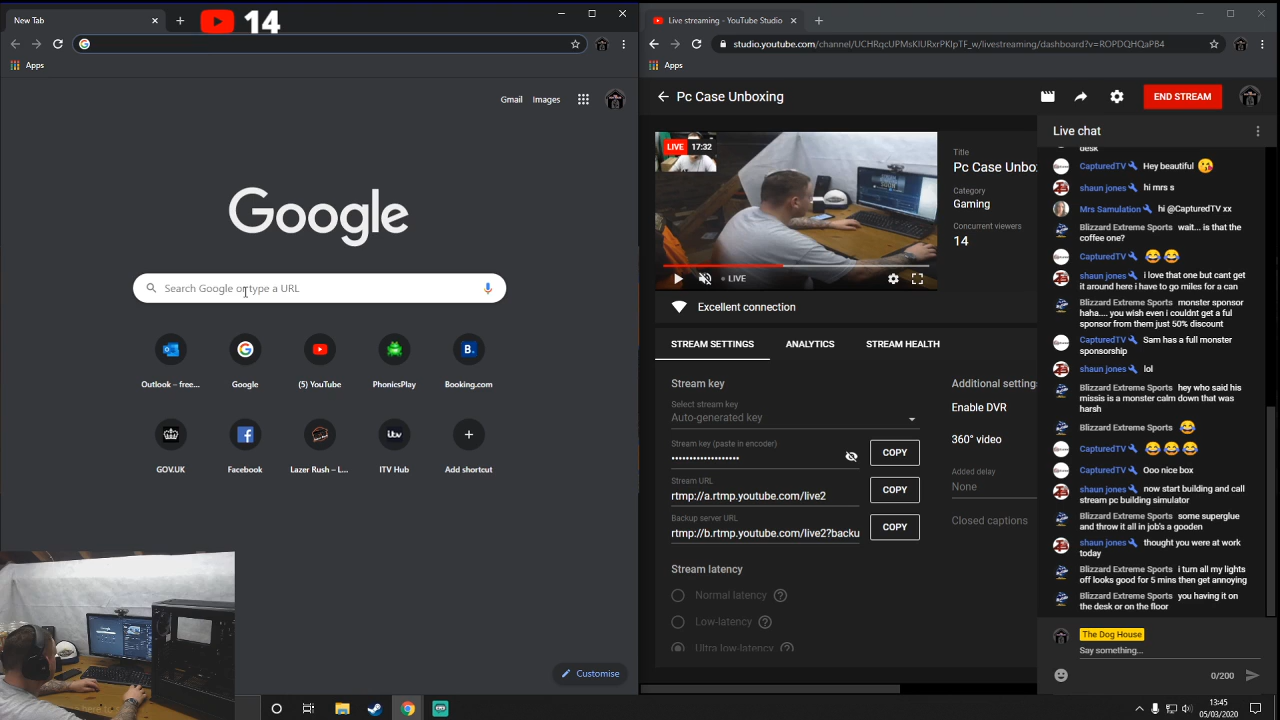 New Tab
14
Apps
Gmail
Images
Google
Search Google or type a URL
Outlook – free...
Google
(5) YouTube
PhonicsPlay
Booking.com
GOV.UK
Facebook
Lazer Rush – L...
ITV Hub
Add shortcut
Customise
Live streaming - YouTube Studio
studio.youtube.com/channel/UCHRqcUPMsKIURxrPKlpTF_w/livestreaming/dashboard?v=ROPDQHQaP84
Apps
Pc Case Unboxing
END STREAM
LIVE 17:32
LIVE
Title
Pc Case Unbo
Category
Gaming
Concurrent viewers
14
Excellent connection
STREAM SETTINGS
ANALYTICS
STREAM HEALTH
Stream key
Select stream key
Auto-generated key
Stream key (paste in encoder)
••••••••••••••••••
COPY
Stream URL
rtmp://a.rtmp.youtube.com/live2
COPY
Backup server URL
rtmp://b.rtmp.youtube.com/live2?backu
COPY
Stream latency
Normal latency
Low-latency
Ultra low-latency
Additional setting
Enable DVR
360° video
Added delay
None
Closed captions
Live chat
desk
CapturedTV Hey beautiful 😘
shaun jones hi mrs s
Mrs Samulation hi @CapturedTV xx
Blizzard Extreme Sports wait... is that the
coffee one?
CapturedTV 😂😂
shaun jones i love that one but cant get
it around here i have to go miles for a can
Blizzard Extreme Sports monster sponsor
haha.... you wish even i couldnt get a ful
sponsor from them just 50% discount
CapturedTV Sam has a full monster
sponsorship
shaun jones lol
Blizzard Extreme Sports hey who said his
missis is a monster calm down that was
harsh
Blizzard Extreme Sports 😂
CapturedTV 😂😂😂
CapturedTV Ooo nice box
shaun jones now start building and call
stream pc building simulator
Blizzard Extreme Sports some superglue
and throw it all in job's a gooden
shaun jones thought you were at work
today
Blizzard Extreme Sports i turn all my lights
off looks good for 5 mins then get annoying
Blizzard Extreme Sports you having it on
the desk or on the floor
The Dog House
Say something...
0/200
13:45
05/03/2020